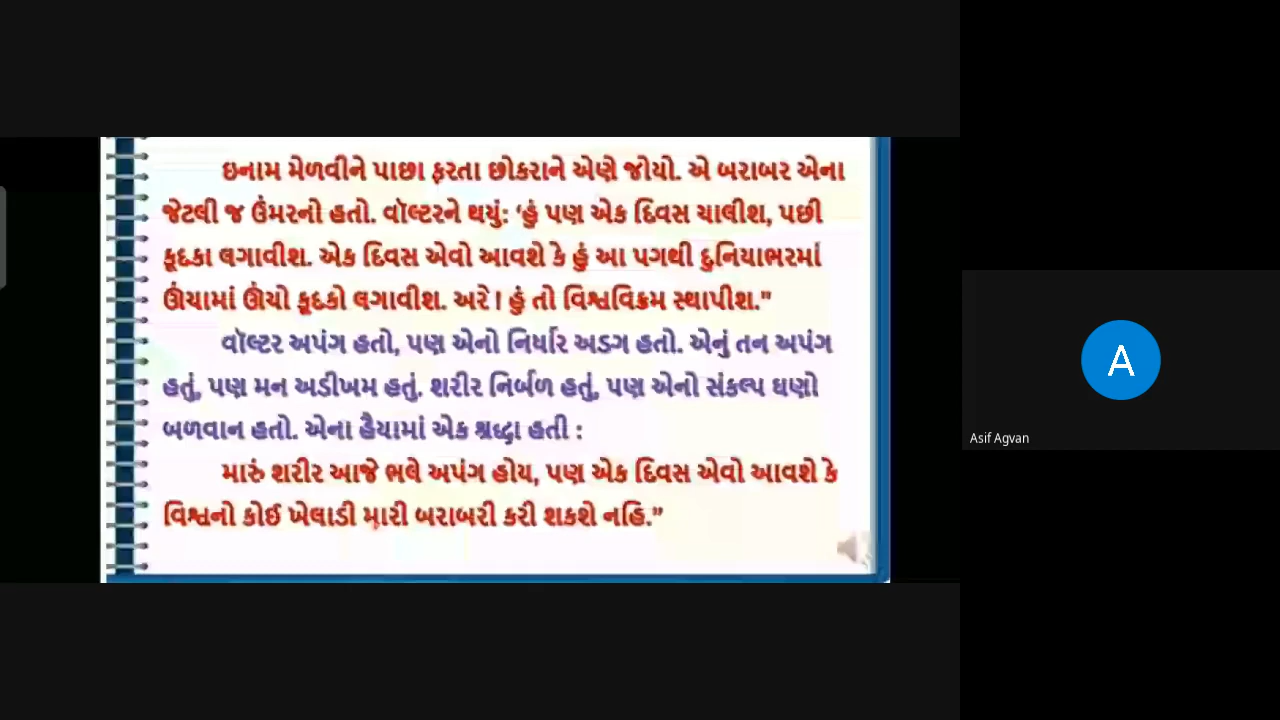 ઇનામ મેળવીને પાછા ફરતા છોકરાને એણે જોયો. એ બરાબર એના
જેટલી જ ઉંમરનો હતો. વૉલ્ટરને થયું: ‘હું પણ એક દિવસ ચાલીશ, પછી
કૂદકા લગાવીશ. એક દિવસ એવો આવશે કે હું આ પગથી દુનિયાભરમાં
ઊંચામાં ઊંચો કૂદકો લગાવીશ. અરે ! હું તો વિશ્વવિક્રમ સ્થાપીશ.”
વૉલ્ટર અપંગ હતો, પણ એનો નિર્ધાર અડગ હતો. એનું તન અપંગ
હતું, પણ મન અડીખમ હતું. શરીર નિર્બળ હતું, પણ એનો સંકલ્પ ઘણો
બળવાન હતો. એના હૈયામાં એક શ્રદ્ધા હતી :
મારું શરીર આજે ભલે અપંગ હોય, પણ એક દિવસ એવો આવશે કે
વિશ્વનો કોઈ ખેલાડી મારી બરાબરી કરી શકશે નહિ.”
A
Asif Agvan